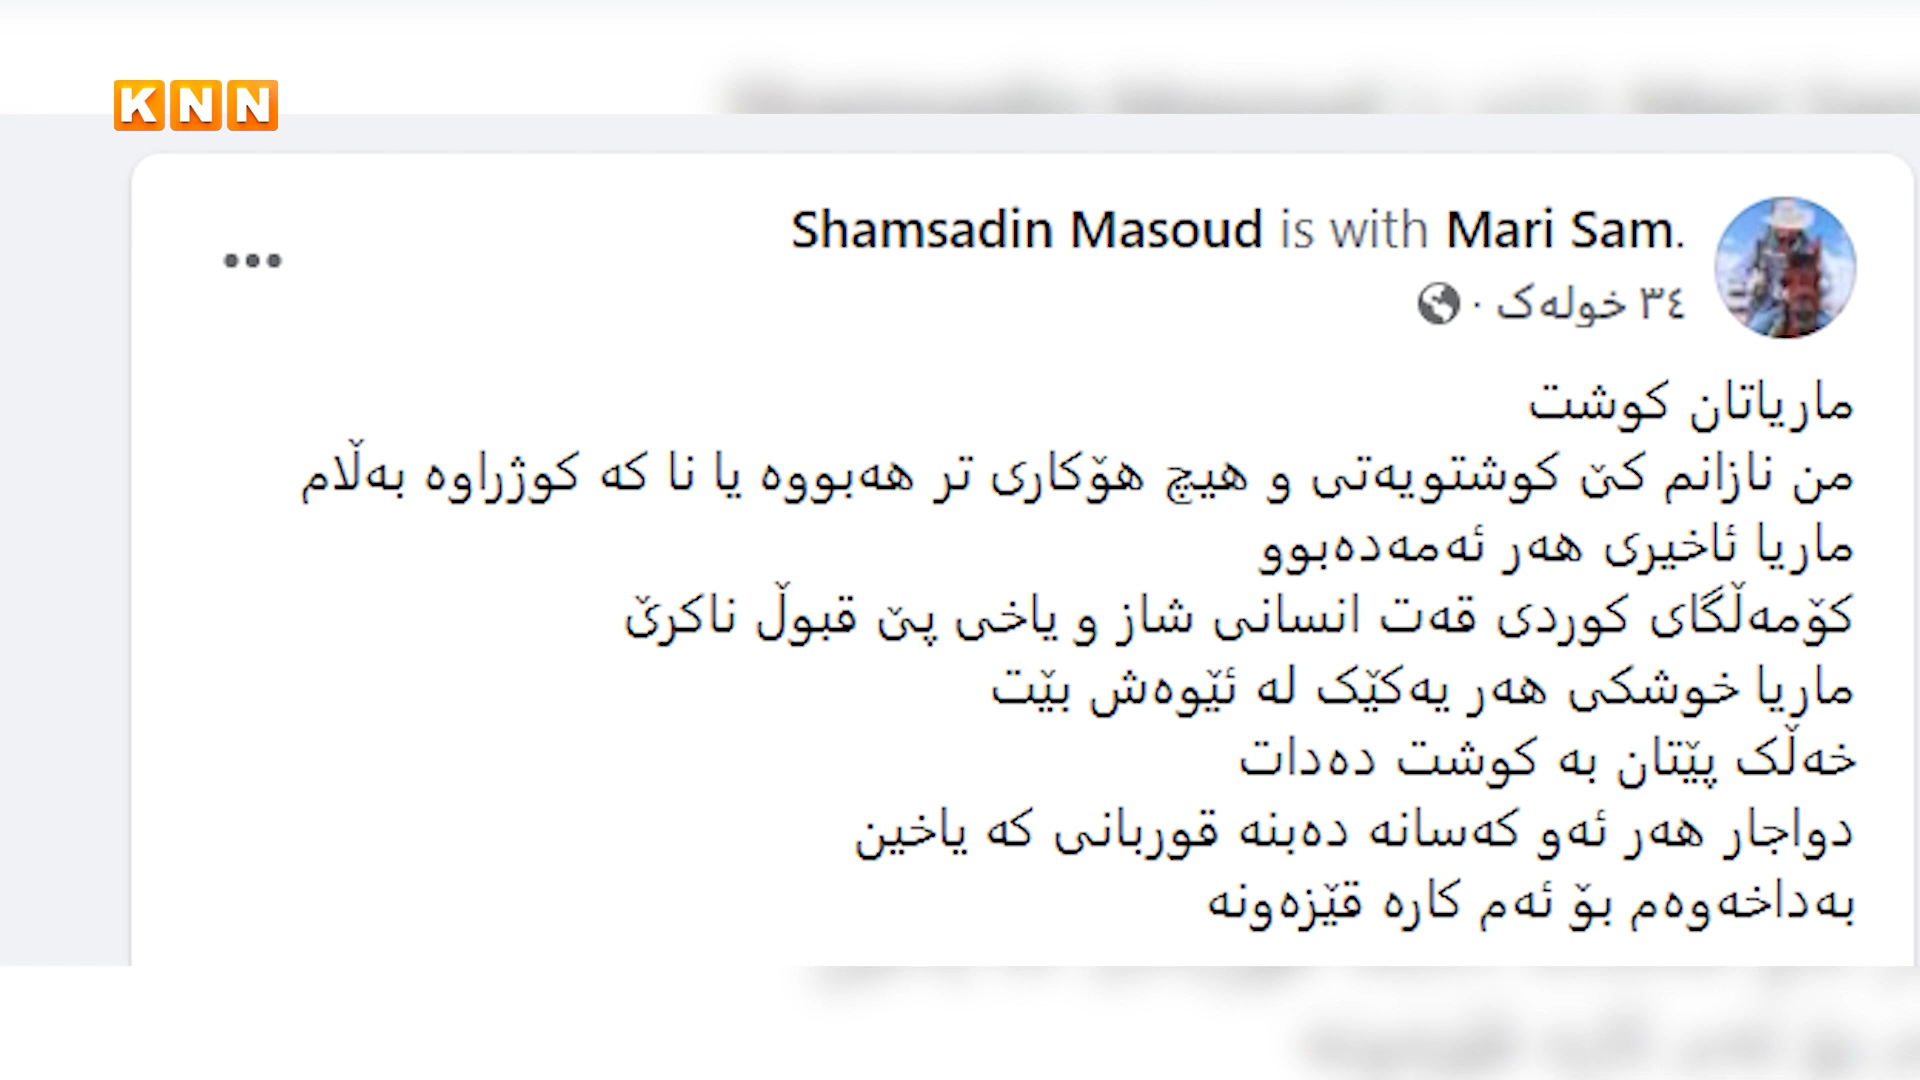 KNN
Shamsadin Masoud is with Mari Sam.
٣٤ خولەک ·
ماریاتان کوشت
من نازانم کێ کوشتویەتی و هیچ هۆکاری تر هەبووە یا نا کە کوژراوە بەڵام
ماریا ئاخیری هەر ئەمەدەبوو
کۆمەڵگای کوردی قەت انسانی شاز و یاخی پێ قبوڵ ناکرێ
ماریا خوشکی هەر یەکێک لە ئێوەش بێت
خەڵک پێتان بە کوشت دەدات
دواجار هەر ئەو کەسانە دەبنە قوربانی کە یاخین
بەداخەوەم بۆ ئەم کارە قێزەونە